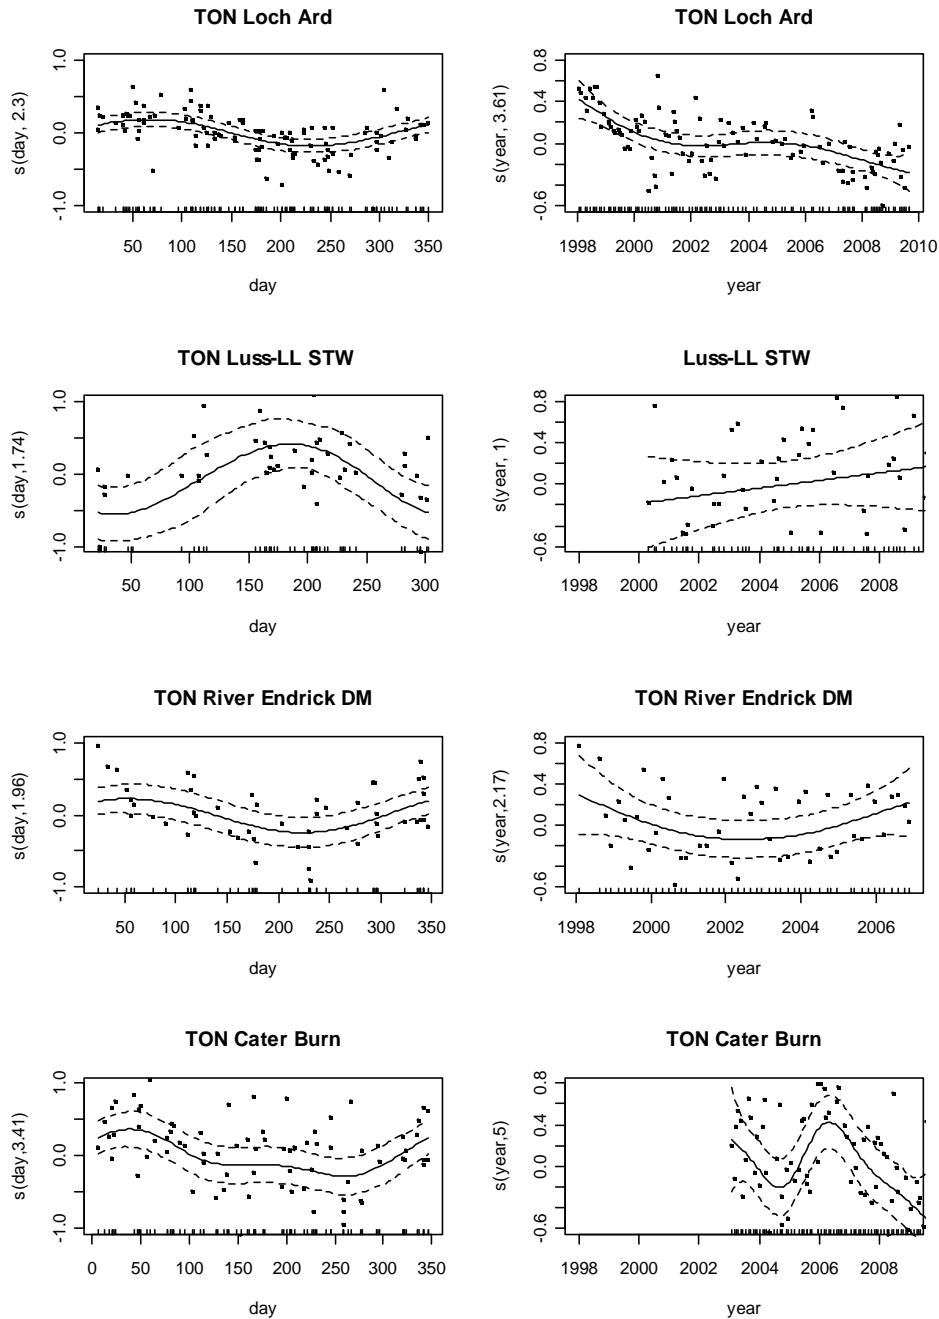 TON Loch Ard
TON Loch Ard
s(day, 2.3)
-1.0 0.0 1.0
50 100 150 200 250 300 350
day
s(year, 3.61)
-0.6 0.0 0.4 0.8
1998 2000 2002 2004 2006 2008 2010
year
TON Luss-LL STW
Luss-LL STW
s(day,1.74)
-1.0 0.0 1.0
50 100 150 200 250 300
day
s(year, 1)
-0.6 0.0 0.4 0.8
1998 2000 2002 2004 2006 2008
year
TON River Endrick DM
TON River Endrick DM
s(day,1.96)
-1.0 0.0 1.0
50 100 150 200 250 300 350
day
s(year,2.17)
-0.6 0.0 0.4 0.8
1998 2000 2002 2004 2006
year
TON Cater Burn
TON Cater Burn
s(day,3.41)
-1.0 0.0 1.0
0 50 100 150 200 250 300 350
day
s(year,5)
-0.6 0.0 0.4 0.8
1998 2000 2002 2004 2006 2008
year